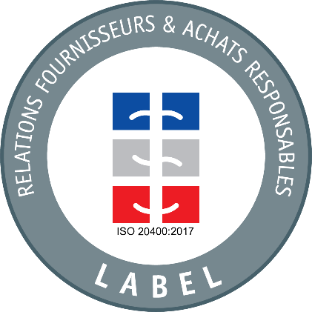 RELATIONS FOURNISSEURS & ACHATS RESPONSABLES
ISO 20400:2017
LABEL